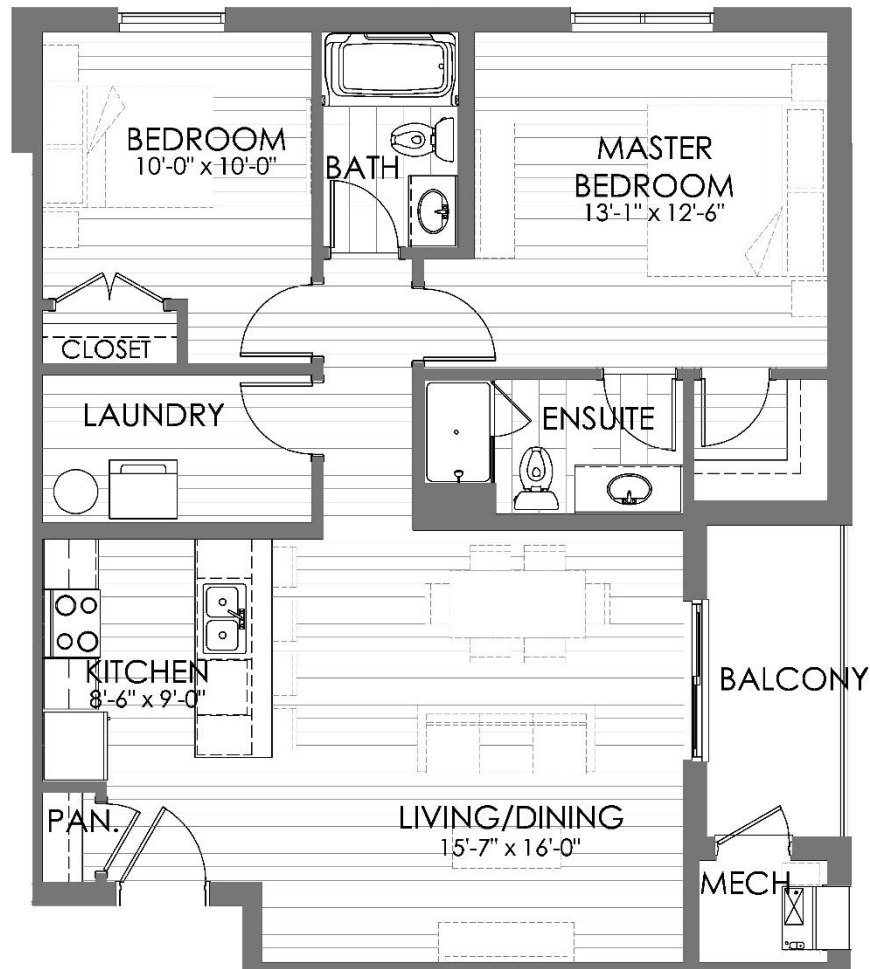 BEDROOM
10'-0" x 10'-0"
BATH
MASTER
BEDROOM
13'-1" x 12'-6"
CLOSET
LAUNDRY
ENSUITE
KITCHEN
8'-6" x 9'-0"
BALCONY
PAN.
LIVING/DINING
15'-7" x 16'-0"
MECH